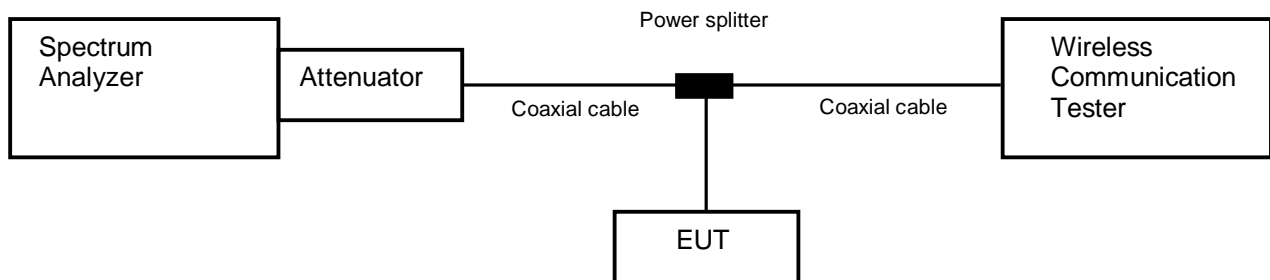 Power splitter
Spectrum
Analyzer
Attenuator
Wireless
Communication
Tester
Coaxial cable
Coaxial cable
EUT